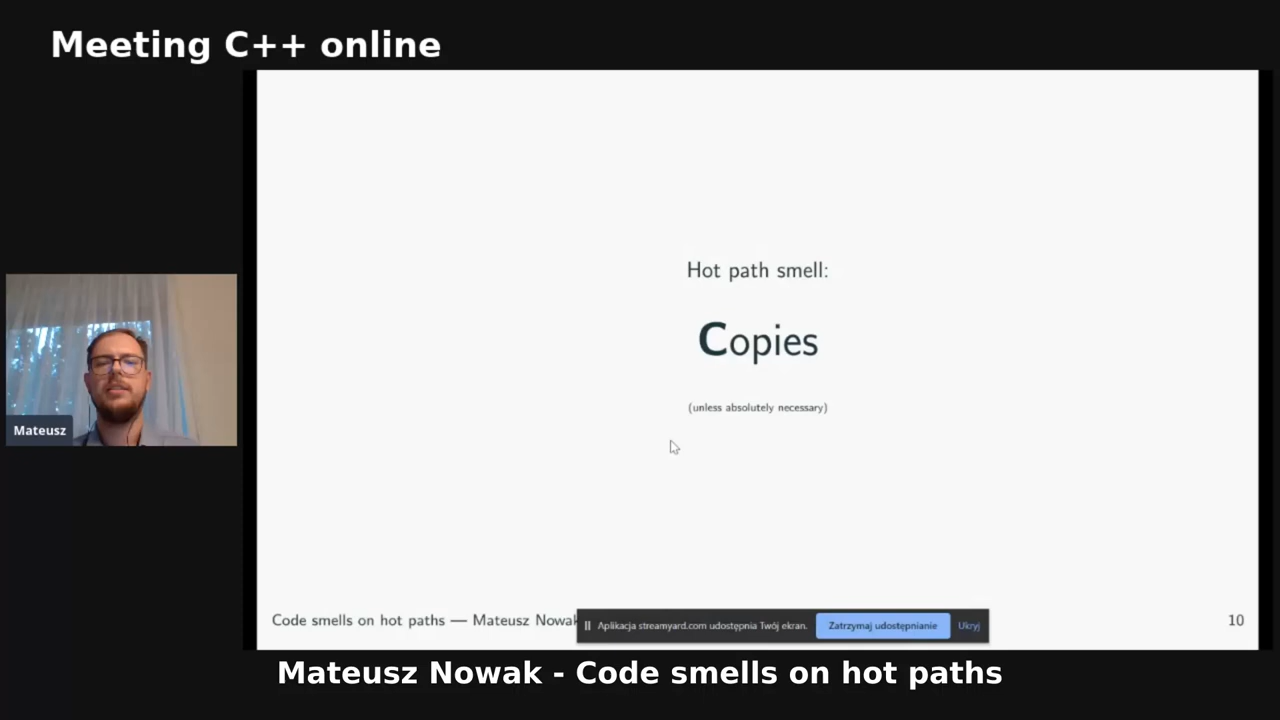 Meeting C++ online
Hot path smell:
Copies
(unless absolutely necessary)
Mateusz
Code smells on hot paths — Mateusz Nowak
Aplikacja streamyard.com udostępnia Twój ekran.
Zatrzymaj udostępnianie
Ukryj
10
Mateusz Nowak - Code smells on hot paths